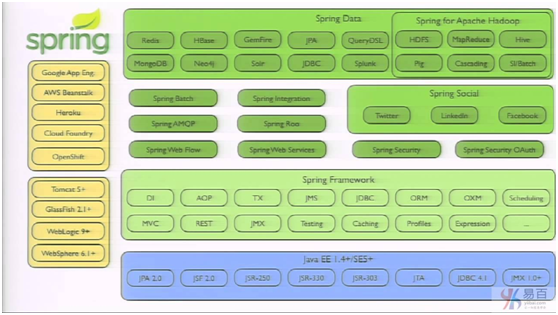 spring
Google App Eng.
AWS Beanstalk
Heroku
Cloud Foundry
OpenShift
Tomcat 5+
GlassFish 2.1+
WebLogic 9+
WebSphere 6.1+
Spring Data
Redis HBase GemFire JPA QueryDSL
MongoDB Neo4j Solr JDBC Splunk
Spring for Apache Hadoop
HDFS MapReduce Hive
Pig Cascading SI/Batch
Spring Batch Spring Integration
Spring AMQP Spring Roo
Spring Web Flow Spring Web Services
Spring Social
Twitter LinkedIn Facebook
Spring Security Spring Security OAuth
Spring Framework
DI AOP TX JMS JDBC ORM OXM Scheduling
MVC REST JMX Testing Caching Profiles Expression ...
Java EE 1.4+/SE5+
JPA 2.0 JSF 2.0 JSR-250 JSR-330 JSR-303 JTA JDBC 4.1 JMX 1.0+
易百
yiibai.com